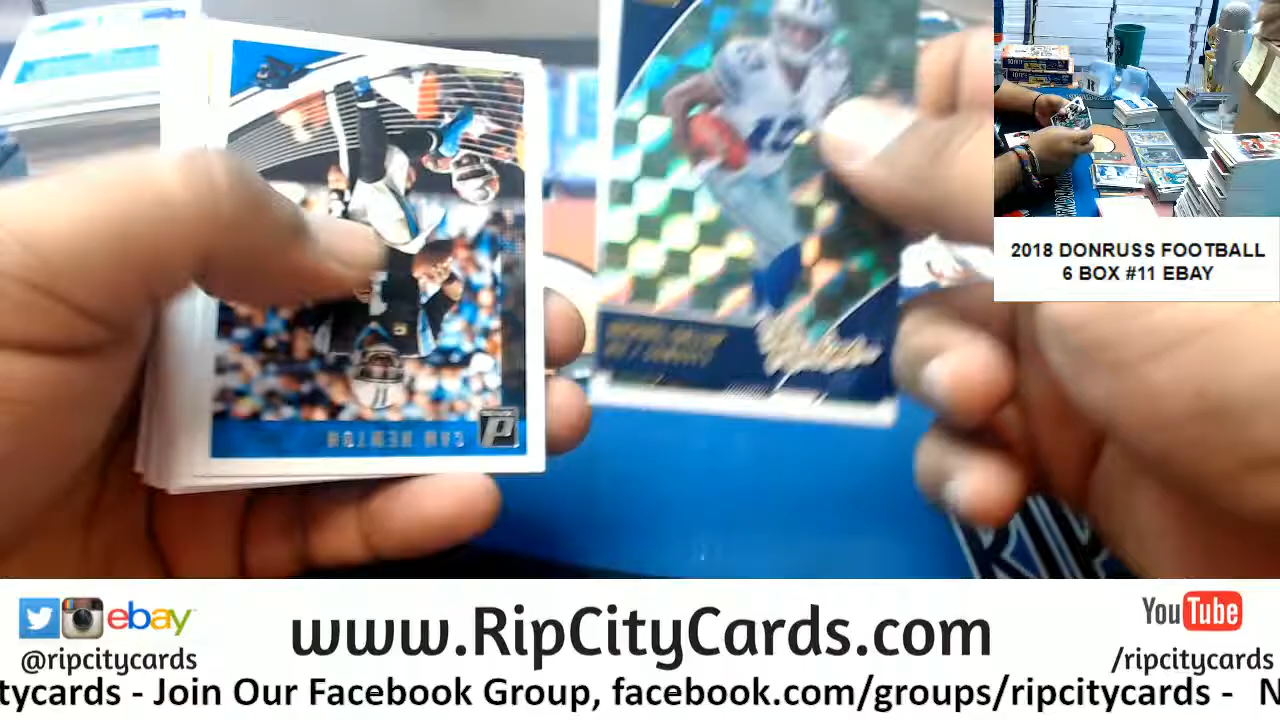 CAM NEWTON
P
2018 DONRUSS FOOTBALL
6 BOX #11 EBAY
ebay
@ripcitycards
www.RipCityCards.com
YouTube
/ripcitycards
tycards - Join Our Facebook Group, facebook.com/groups/ripcitycards - N